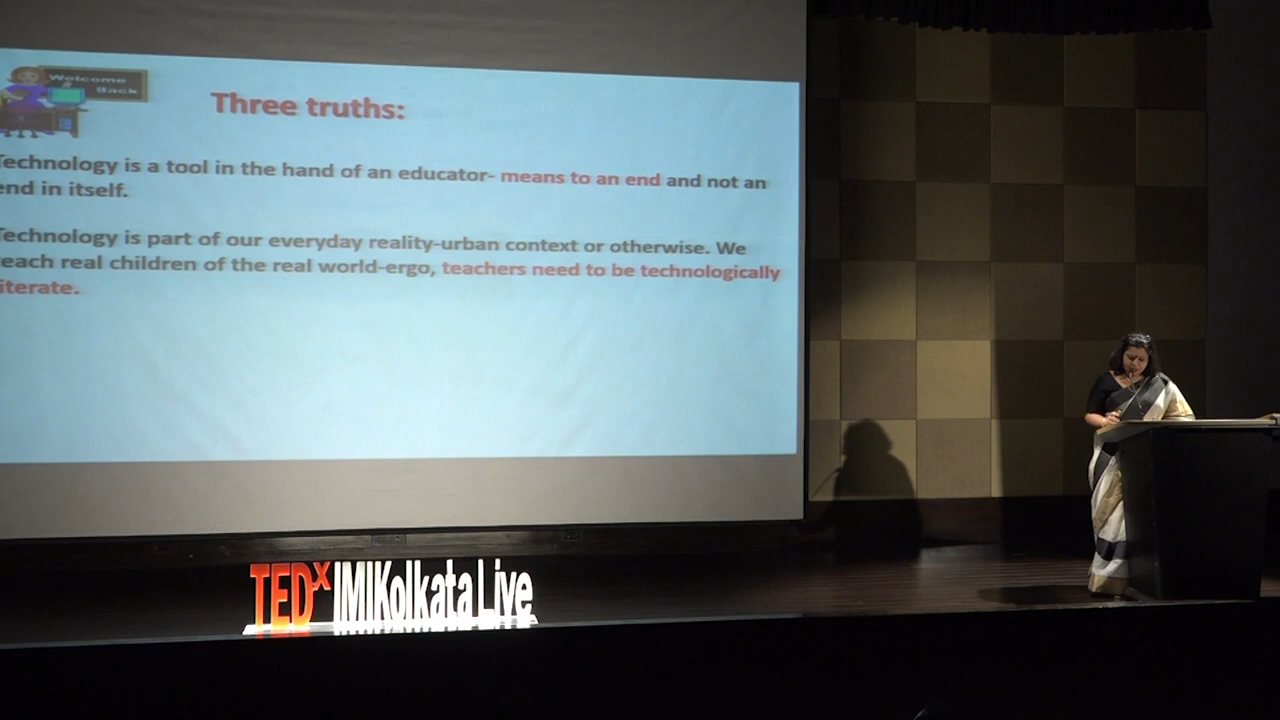 Welcome
Back
Three truths:
Technology is a tool in the hand of an educator- means to an end and not an
end in itself.
Technology is part of our everyday reality-urban context or otherwise. We
teach real children of the real world-ergo, teachers need to be technologically
literate.
TEDx IMIKolkata Live